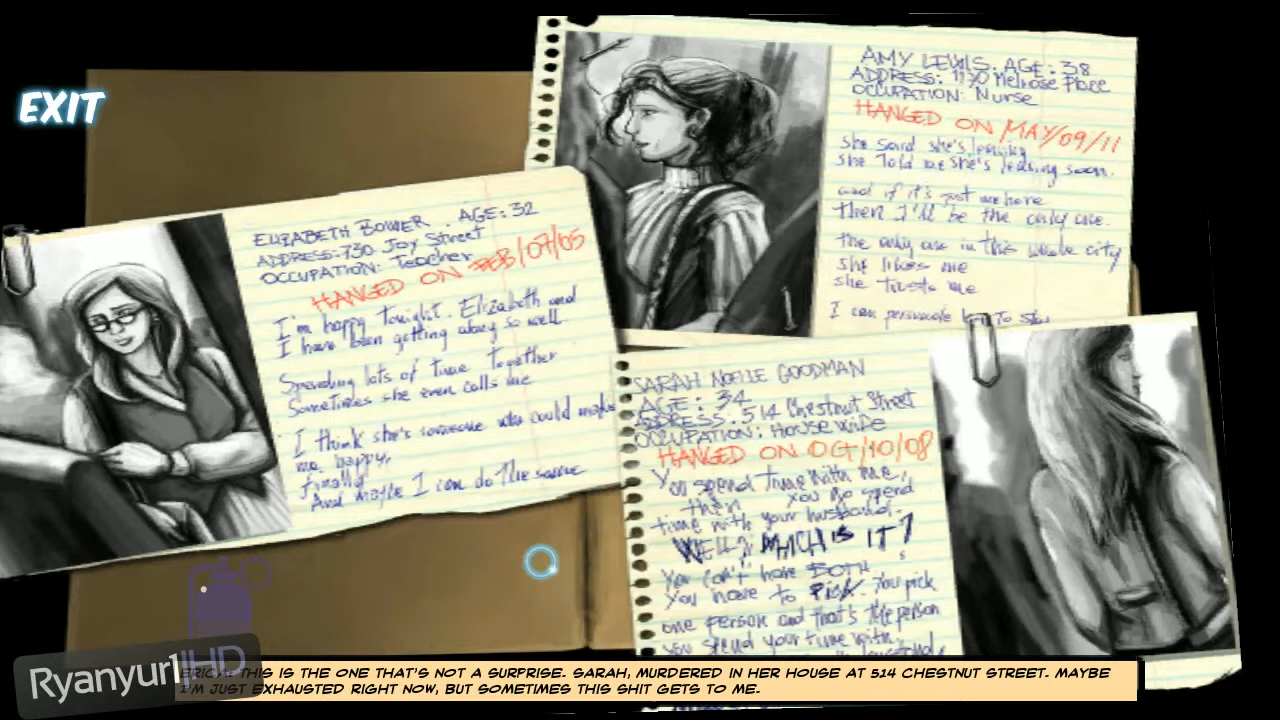 EXIT
AMY LEWIS. AGE: 38
ADDRESS: 1170 Melrose Place
OCCUPATION: Nurse
HANGED ON MAY/09/11
she said she's leaving
she told me she's leaving soon.
and if it's just me here
then I'll be the only one.
the only one in this whole city
she likes me
she trusts me
I can persuade her to stay
ELIZABETH BOWER. AGE: 32
ADDRESS: 730 Joy Street
OCCUPATION: Teacher
HANGED ON FEB/07/05
I'm happy tonight. Elizabeth and
I have been getting along so well
Spending lots of time together
Sometimes she even calls me
I think she's someone who could make
me happy.
finally
And maybe I can do the same
SARAH NOELLE GOODMAN
AGE: 34
ADDRESS: 514 Chestnut Street
OCCUPATION: House wife
HANGED ON OCT/10/08
You spend time with me,
then you go spend
time with your husband.
WELL? WHICH IS IT?
You can't have BOTH
You have to PICK. You pick
one person and that's the person
you spend your time with.
ERICA: THIS IS THE ONE THAT'S NOT A SURPRISE. SARAH, MURDERED IN HER HOUSE AT 514 CHESTNUT STREET. MAYBE
I'M JUST EXHAUSTED RIGHT NOW, BUT SOMETIMES THIS SHIT GETS TO ME.
Ryanyur1HD